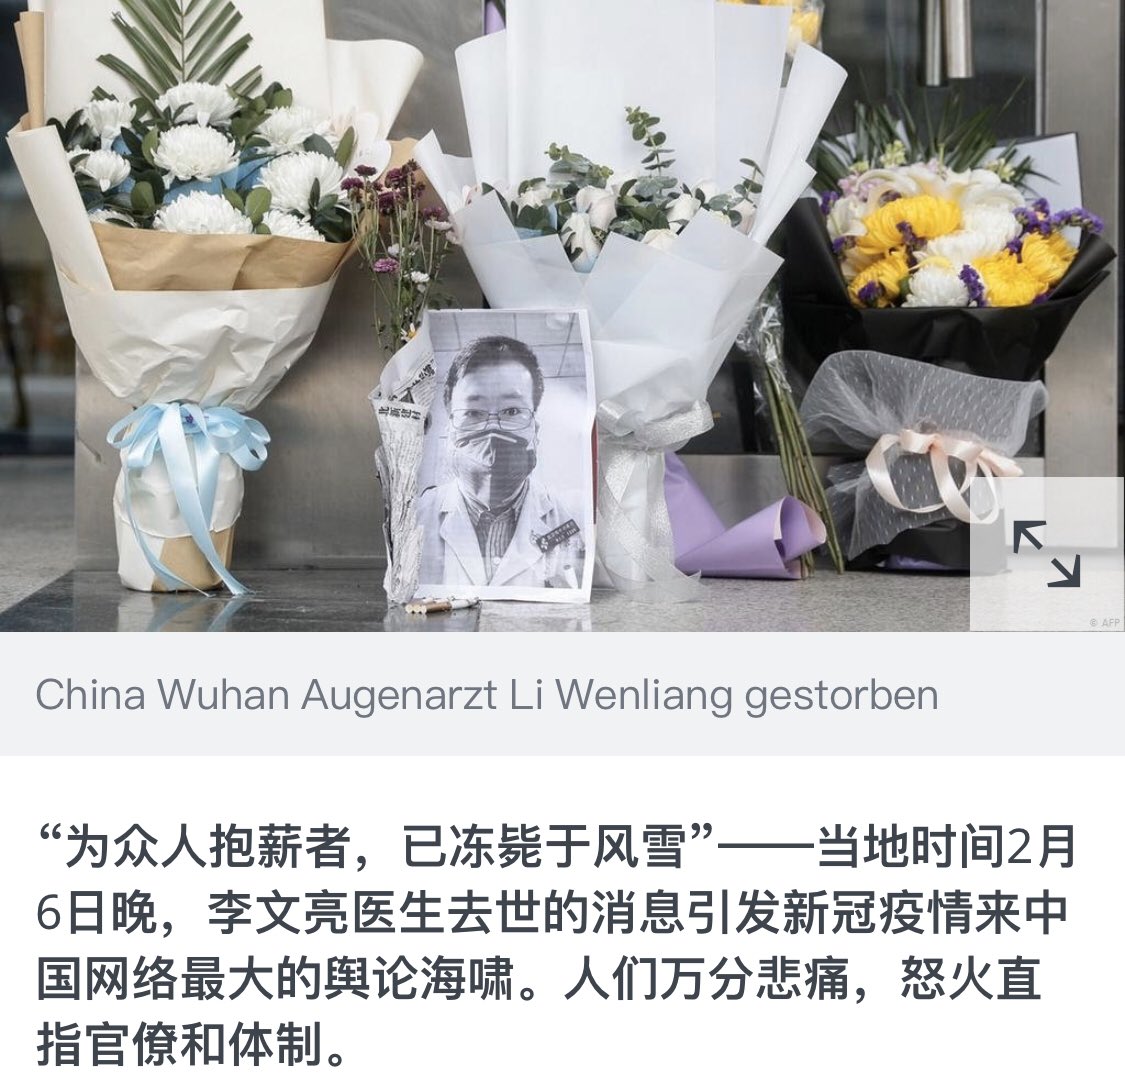 © AFP
China Wuhan Augenarzt Li Wenliang gestorben
“为众人抱薪者，已冻毙于风雪”——当地时间2月
6日晚，李文亮医生去世的消息引发新冠疫情来中
国网络最大的舆论海啸。人们万分悲痛，怒火直
指官僚和体制。